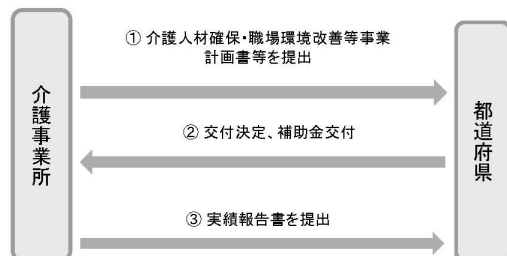 ① 介護人材確保・職場環境改善等事業
計画書等を提出
介護事業所
② 交付決定、補助金交付
都道府県
③ 実績報告書を提出